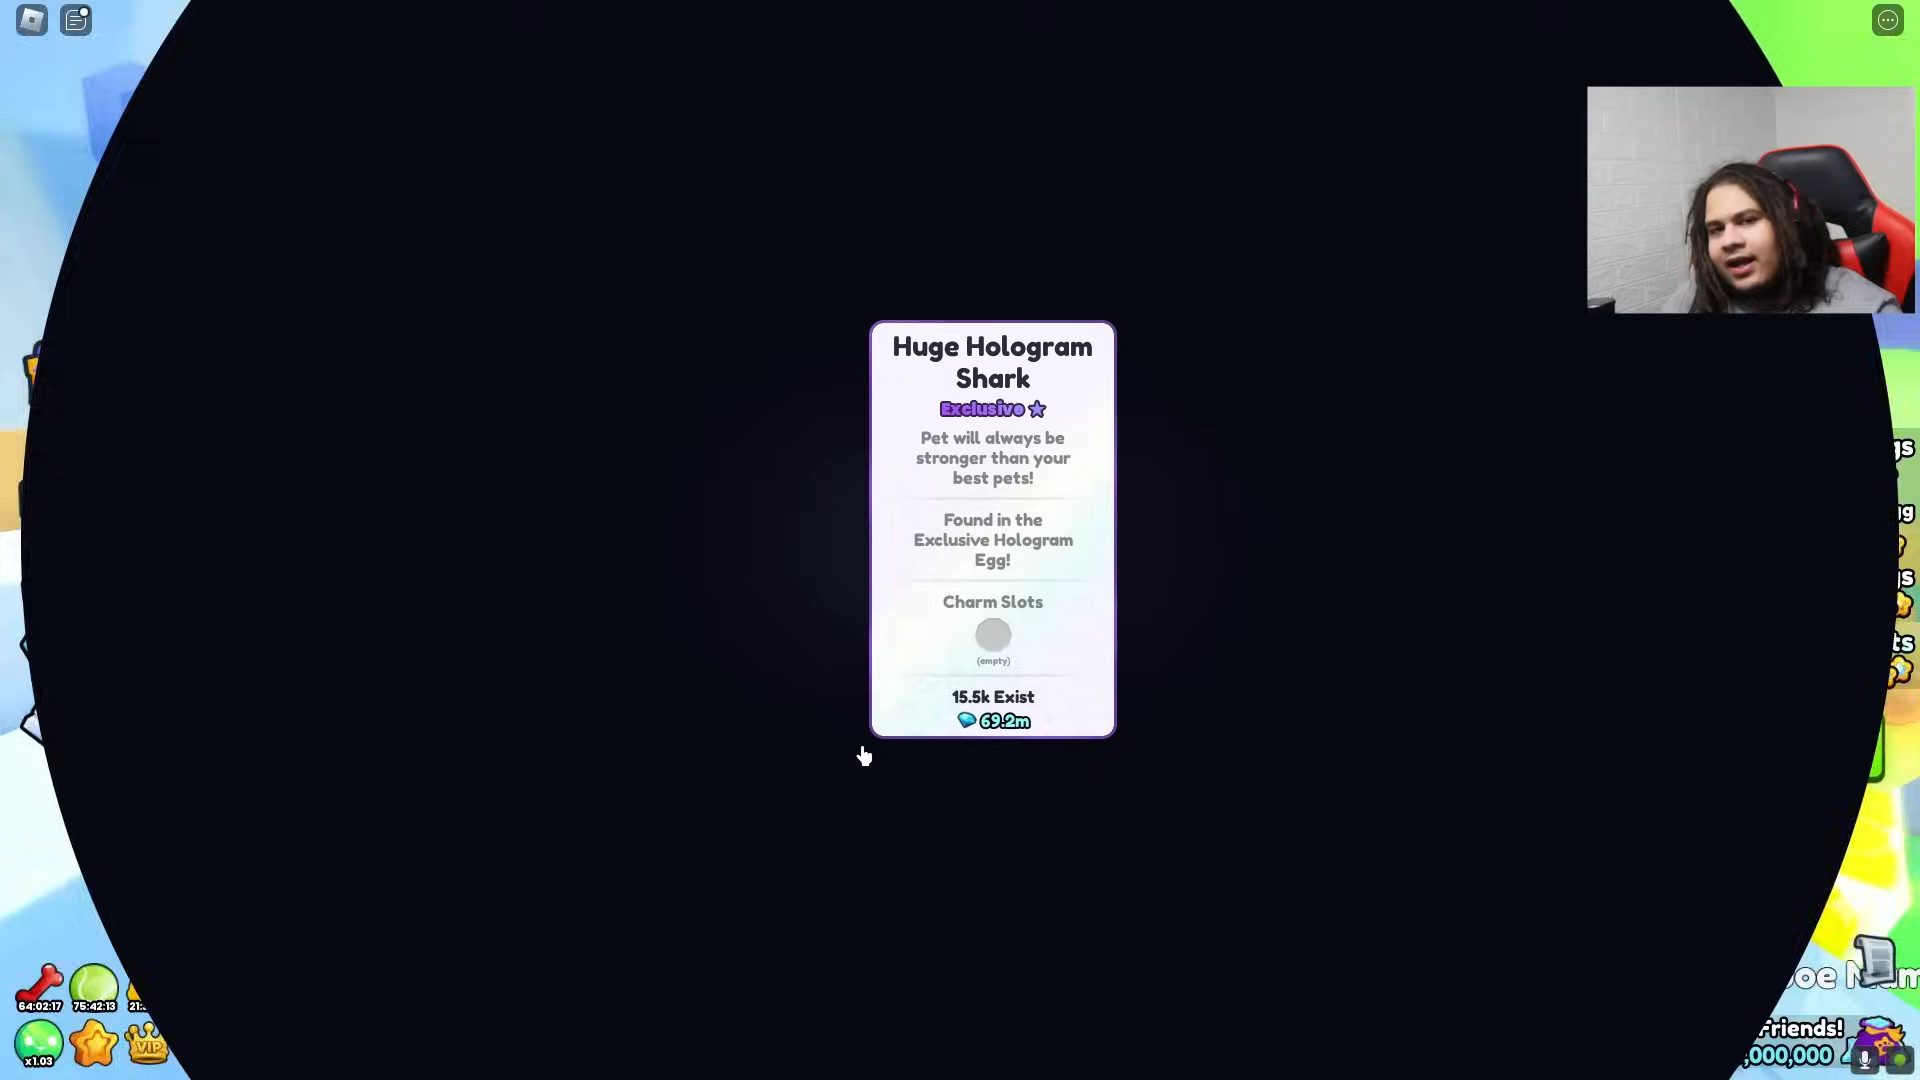 Huge Hologram
Shark
Exclusive
Pet will always be
stronger than your
best pets!
Found in the
Exclusive Hologram
Egg!
Charm Slots
(empty)
15.5k Exist
69.2m
64:02:17
75:42:13
x1.03
VIP
Friends!
,000,000